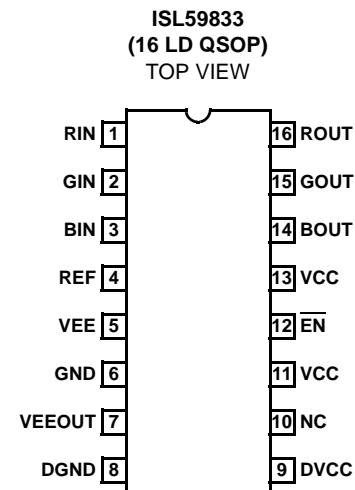 ISL59833
(16 LD QSOP)
TOP VIEW
RIN 1 16 ROUT
GIN 2 15 GOUT
BIN 3 14 BOUT
REF 4 13 VCC
VEE 5 12 EN
GND 6 11 VCC
VEEOUT 7 10 NC
DGND 8 9 DVCC